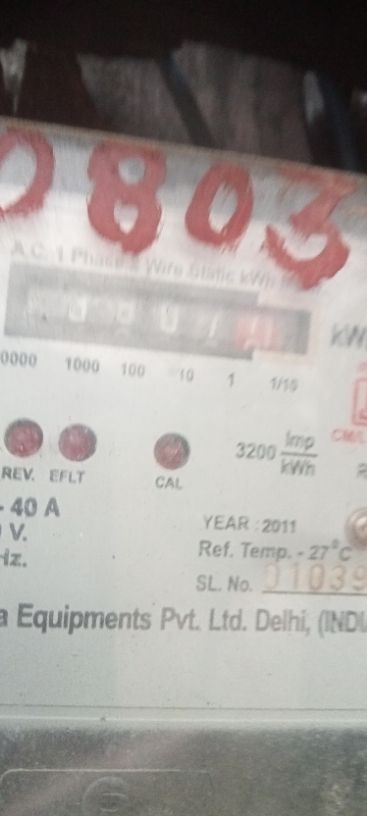 0803
A.C. 1 Phase 2 Wire Static kWh
kW
0000 1000 100 10 1 1/10
3200 Imp/kWh
REV. EFLT CAL
- 40 A
V.
Hz.
YEAR : 2011
Ref. Temp. - 27°C
SL. No. 01039
a Equipments Pvt. Ltd. Delhi, (INDI